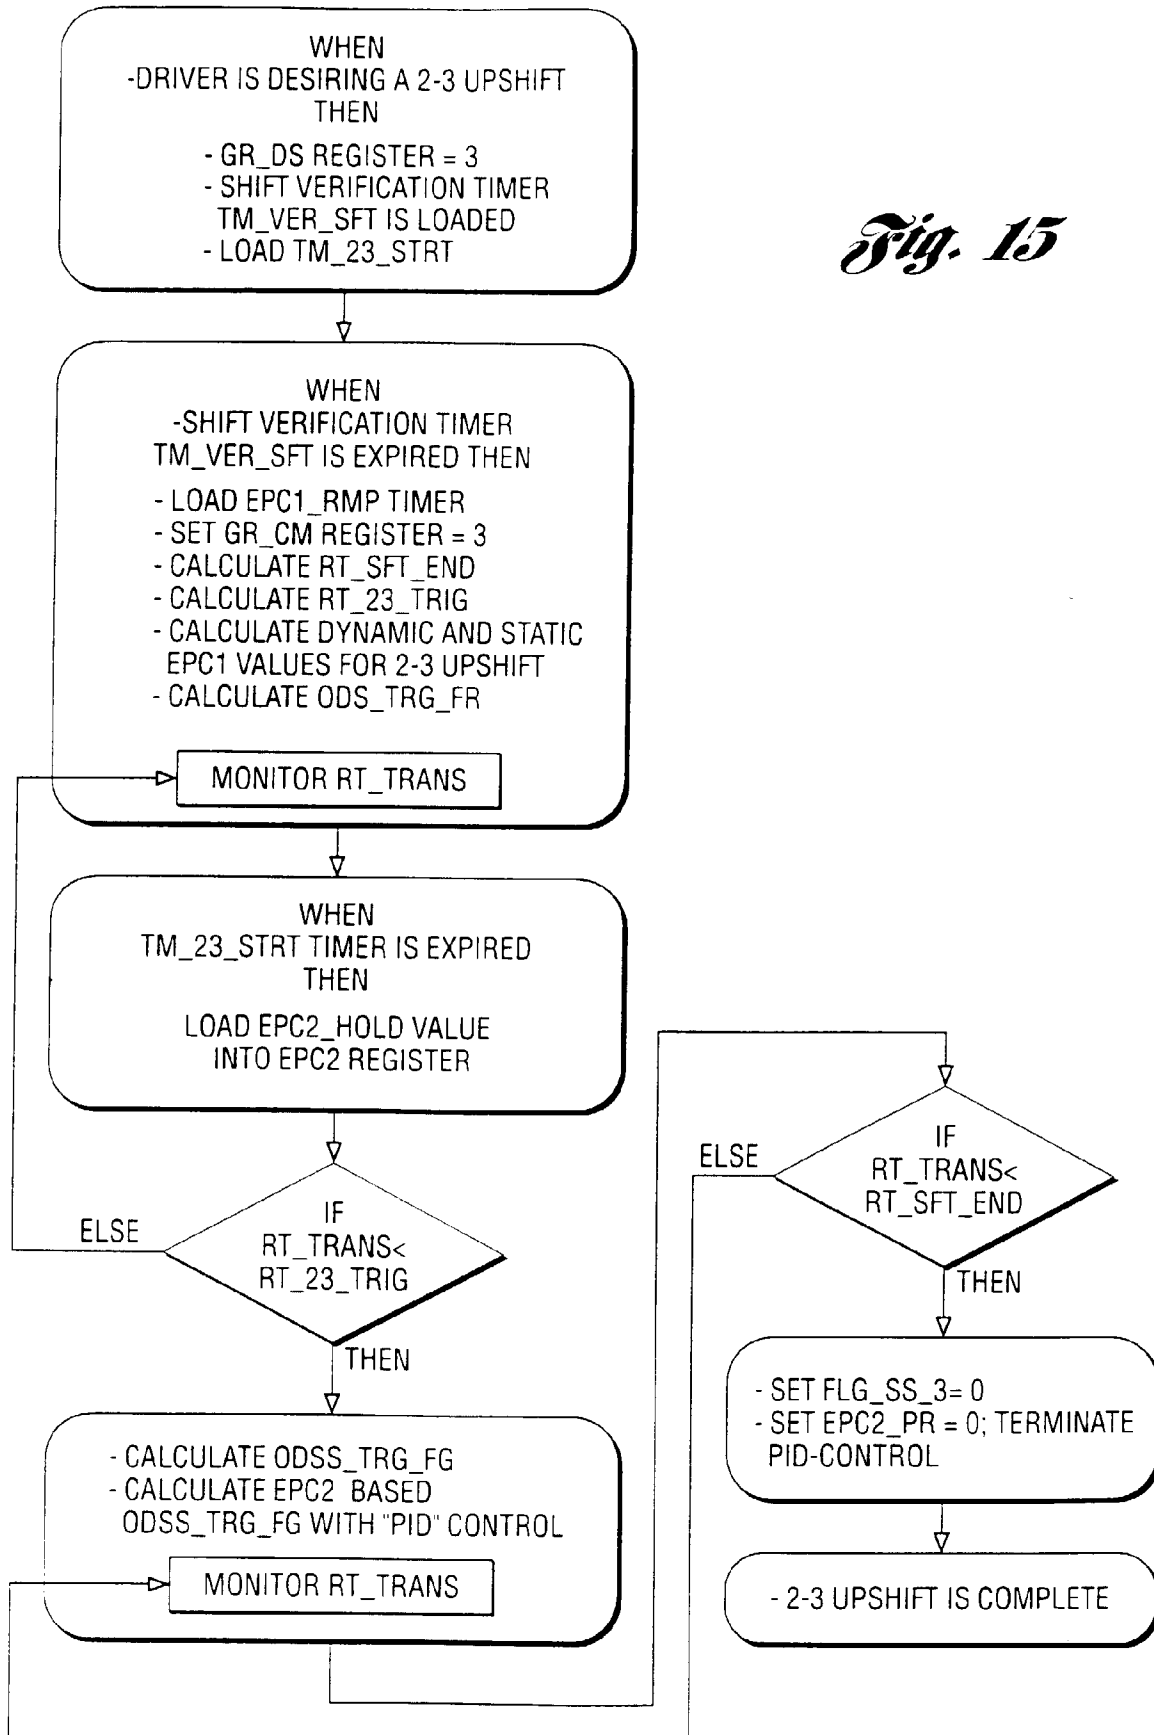 WHEN
-DRIVER IS DESIRING A 2-3 UPSHIFT
THEN
- GR_DS REGISTER = 3
- SHIFT VERIFICATION TIMER
TM_VER_SFT IS LOADED
- LOAD TM_23_STRT
Fig. 15
WHEN
-SHIFT VERIFICATION TIMER
TM_VER_SFT IS EXPIRED THEN
- LOAD EPC1_RMP TIMER
- SET GR_CM REGISTER = 3
- CALCULATE RT_SFT_END
- CALCULATE RT_23_TRIG
- CALCULATE DYNAMIC AND STATIC
EPC1 VALUES FOR 2-3 UPSHIFT
- CALCULATE ODS_TRG_FR
MONITOR RT_TRANS
WHEN
TM_23_STRT TIMER IS EXPIRED
THEN
LOAD EPC2_HOLD VALUE
INTO EPC2 REGISTER
IF
RT_TRANS<
RT_23_TRIG
ELSE
THEN
- CALCULATE ODSS_TRG_FG
- CALCULATE EPC2 BASED
ODSS_TRG_FG WITH "PID" CONTROL
MONITOR RT_TRANS
IF
RT_TRANS<
RT_SFT_END
ELSE
THEN
- SET FLG_SS_3= 0
- SET EPC2_PR = 0; TERMINATE
PID-CONTROL
- 2-3 UPSHIFT IS COMPLETE